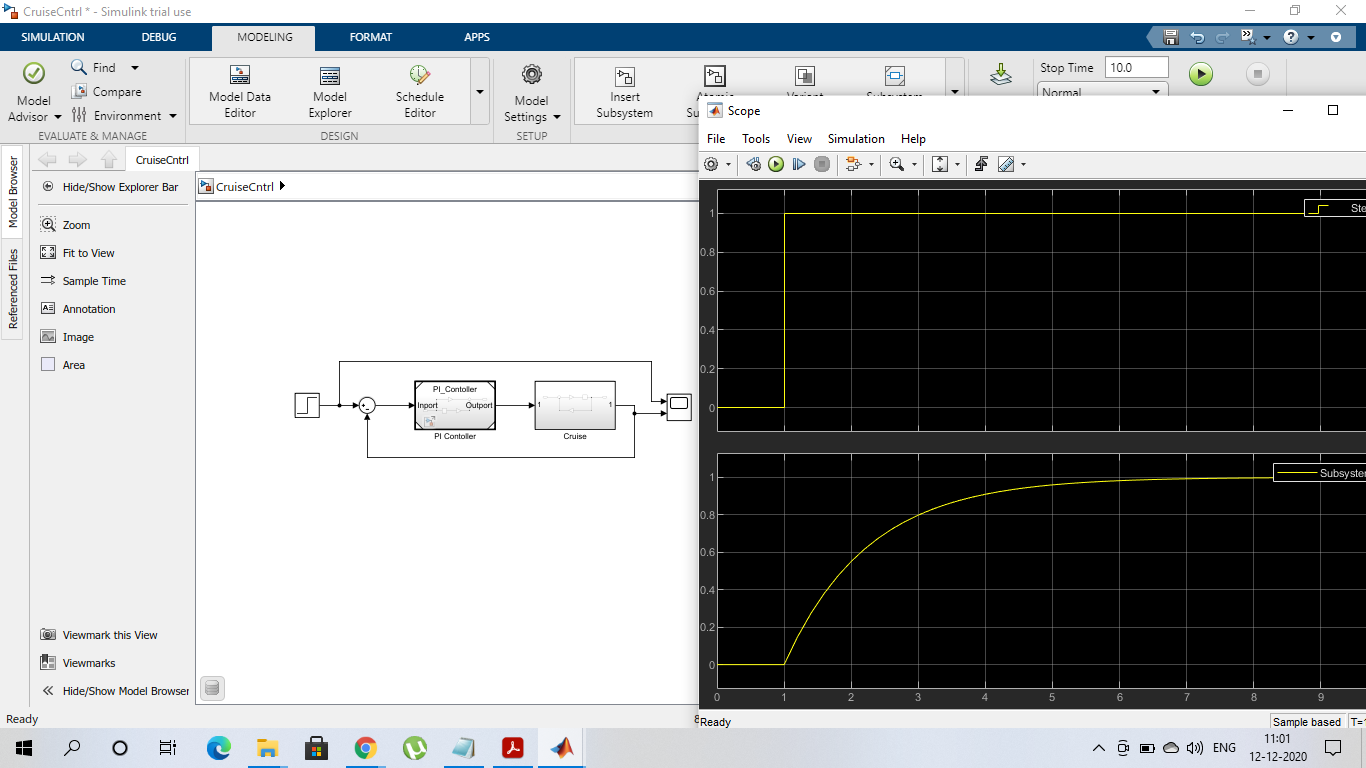 CruiseCntrl * - Simulink trial use
SIMULATION DEBUG MODELING FORMAT APPS
Find
Compare
Environment
Model
Advisor
EVALUATE & MANAGE
Model Data
Editor
Model
Explorer
Schedule
Editor
DESIGN
Model
Settings
SETUP
Insert
Subsystem
Stop Time 10.0
Normal
Scope
File Tools View Simulation Help
Model Browser
Referenced Files
CruiseCntrl
Hide/Show Explorer Bar
CruiseCntrl
Zoom
Fit to View
Sample Time
Annotation
Image
Area
PI_Contoller
Inport Outport
PI Contoller
1 1
Cruise
Ste
1
0.8
0.6
0.4
0.2
0
Subsystem
1
0.8
0.6
0.4
0.2
0
0 1 2 3 4 5 6 7 8 9
Viewmark this View
Viewmarks
Hide/Show Model Browser
Ready
Ready
Sample based
ENG
11:01
12-12-2020